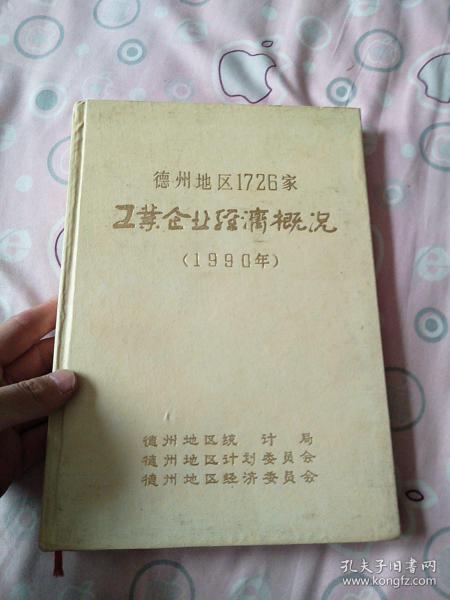 德州地区1726家
工業企业经濟概况
(1990年)
德州地区统计局
德州地区计划委员会
德州地区经济委员会
孔夫子旧书网
www.kongfz.com